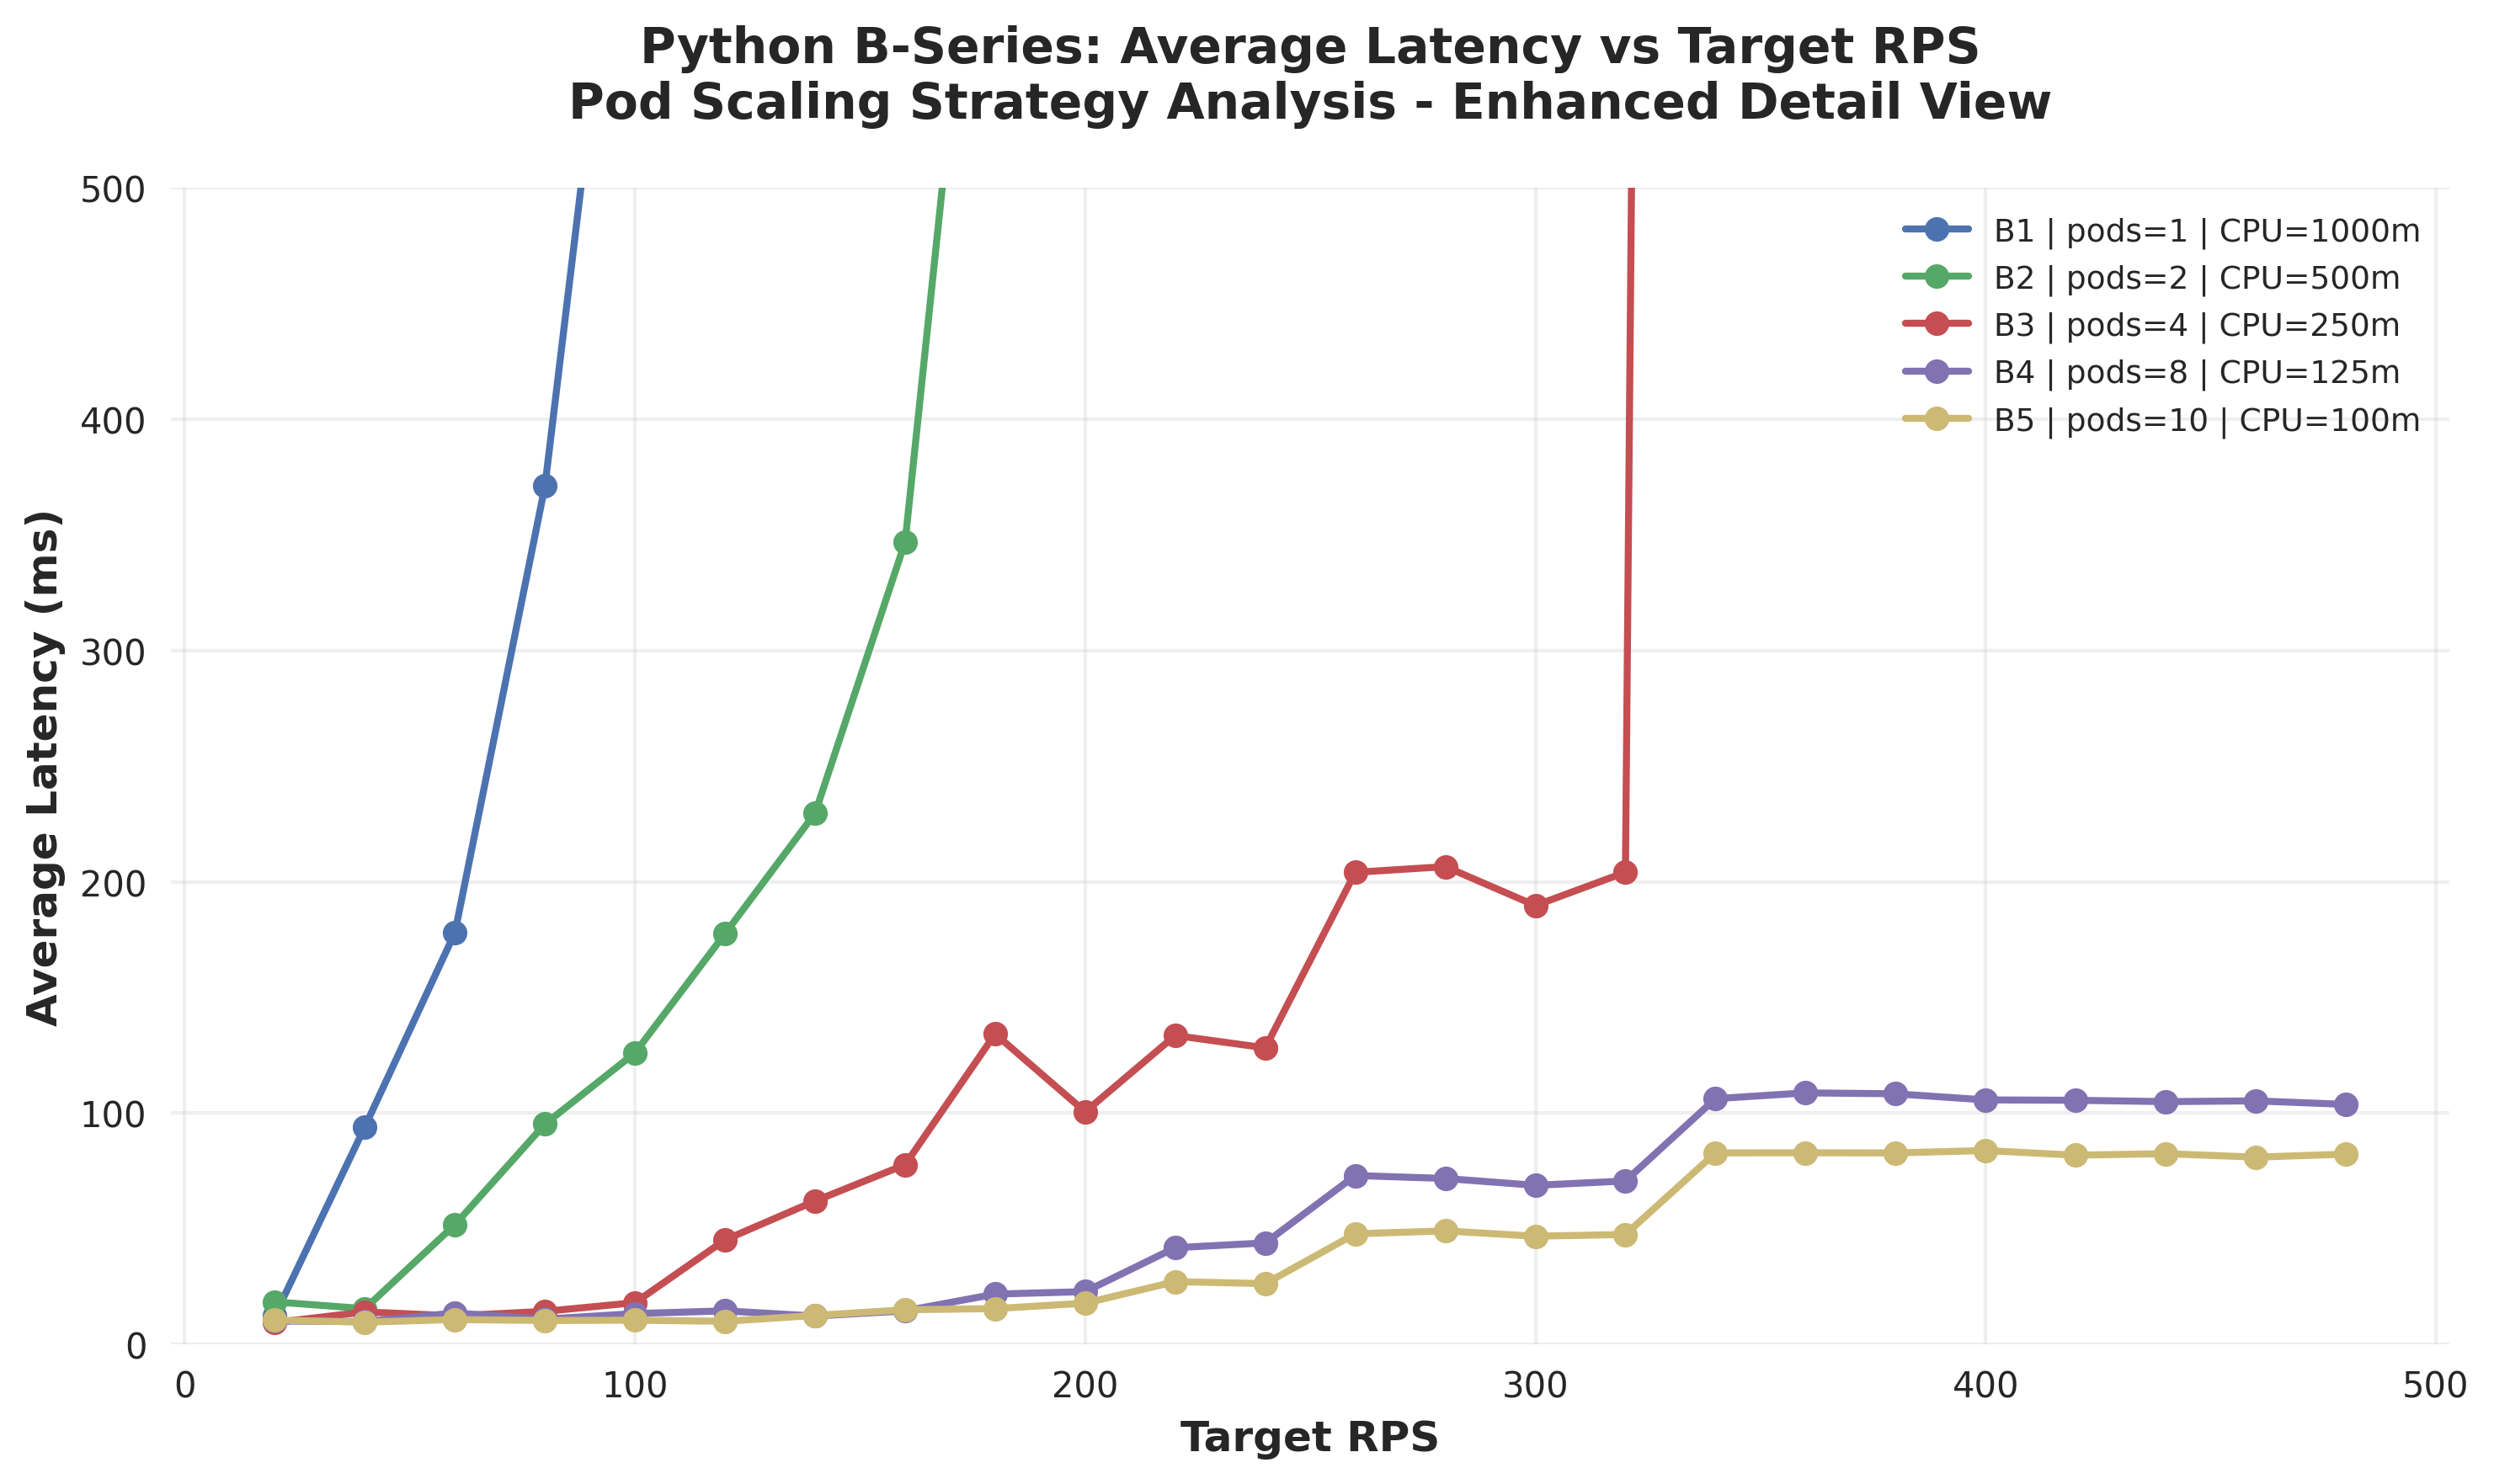 Python B-Series: Average Latency vs Target RPS
Pod Scaling Strategy Analysis - Enhanced Detail View
Average Latency (ms)
500
400
300
200
100
0
B1 | pods=1 | CPU=1000m
B2 | pods=2 | CPU=500m
B3 | pods=4 | CPU=250m
B4 | pods=8 | CPU=125m
B5 | pods=10 | CPU=100m
0 100 200 300 400 500
Target RPS